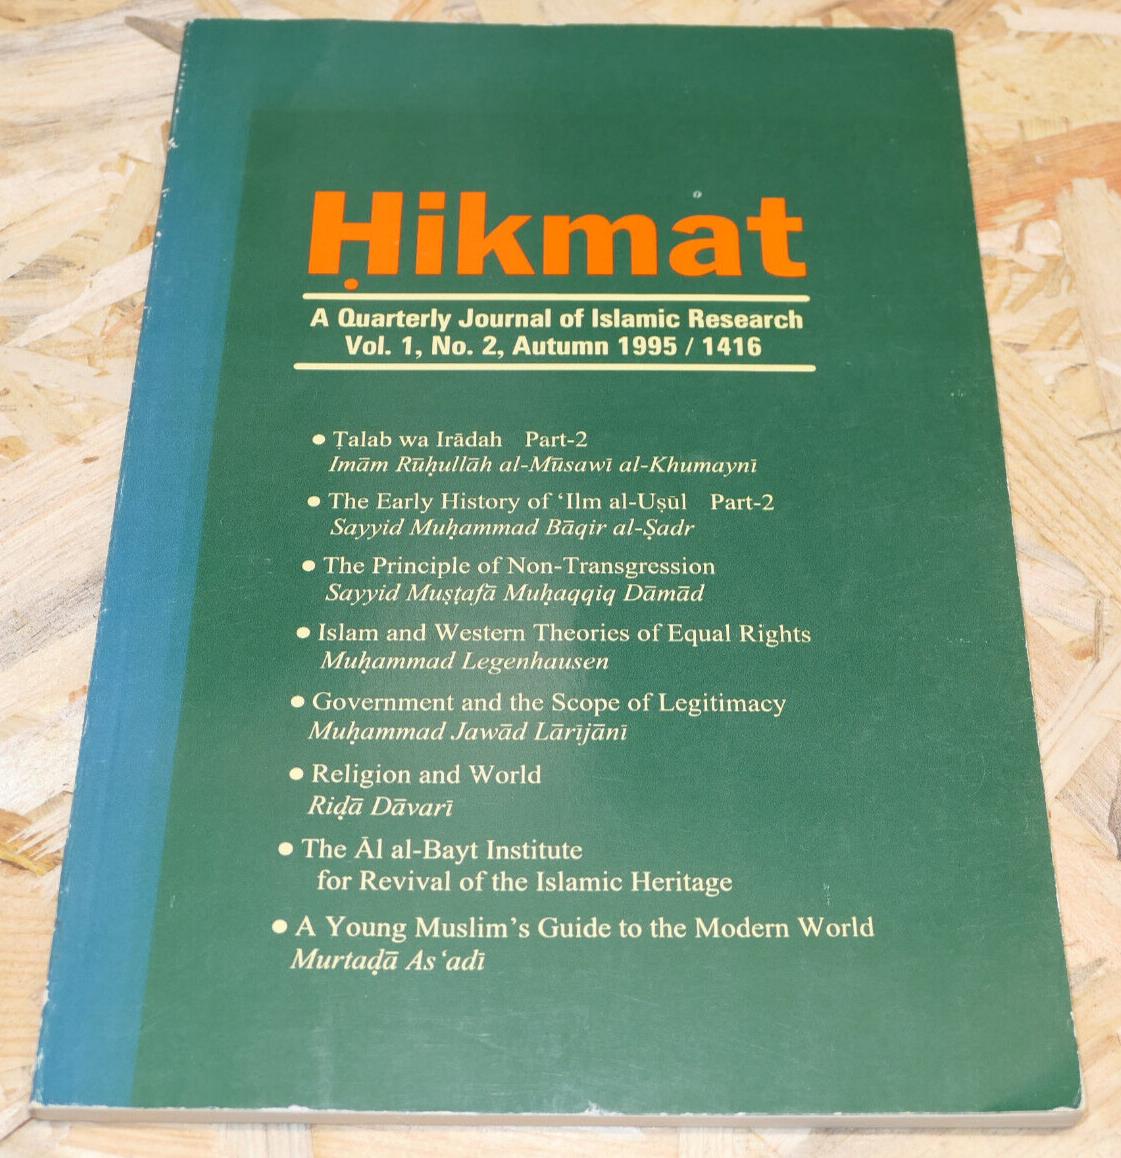 Ḥikmat
A Quarterly Journal of Islamic Research
Vol. 1, No. 2, Autumn 1995 / 1416
● Ṭalab wa Irādah Part-2
Imām Rūḥullāh al-Mūsawī al-Khumaynī
● The Early History of ‘Ilm al-Uṣūl Part-2
Sayyid Muḥammad Bāqir al-Ṣadr
● The Principle of Non-Transgression
Sayyid Muṣṭafā Muḥaqqiq Dāmād
● Islam and Western Theories of Equal Rights
Muḥammad Legenhausen
● Government and the Scope of Legitimacy
Muḥammad Jawād Lārījānī
● Religion and World
Riḍā Dāvarī
● The Āl al-Bayt Institute
for Revival of the Islamic Heritage
● A Young Muslim’s Guide to the Modern World
Murtaḍā As‘adī